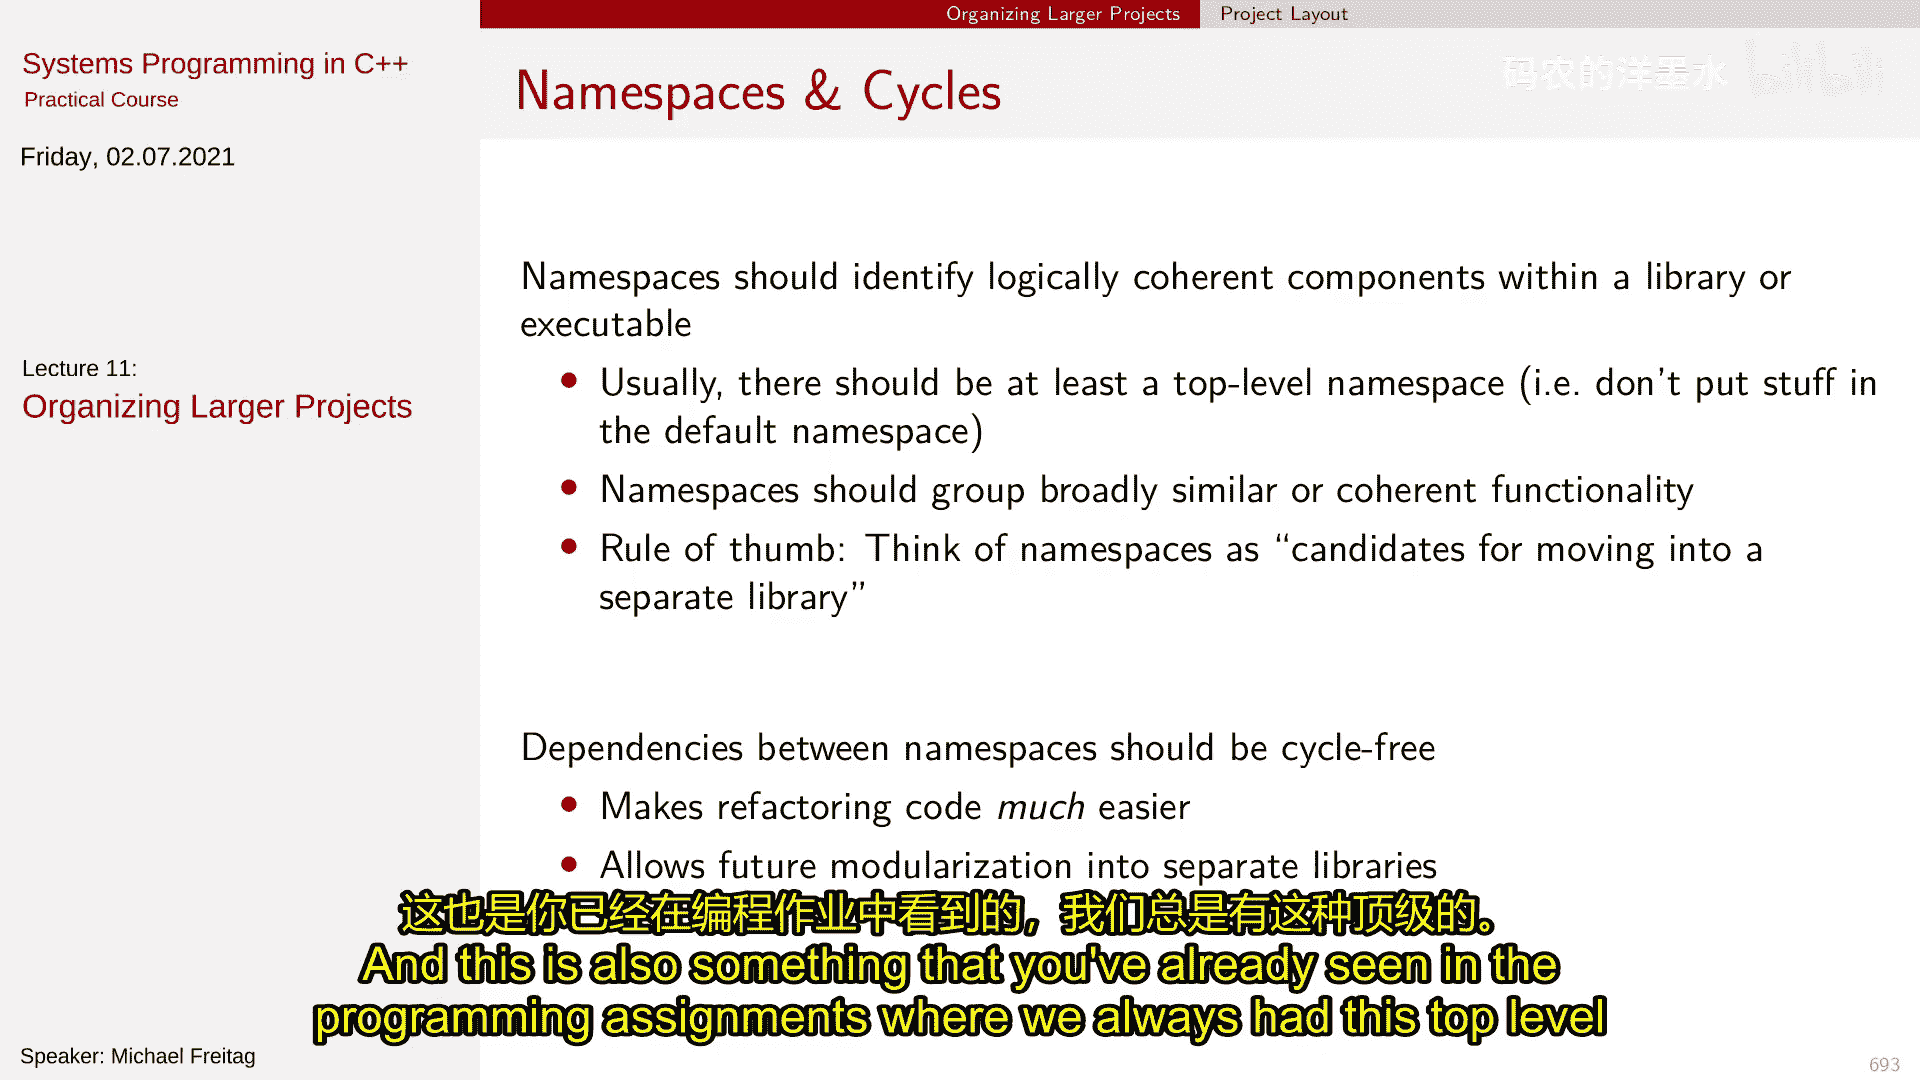 Organizing Larger Projects
Project Layout
Systems Programming in C++
Practical Course
Friday, 02.07.2021
Lecture 11:
Organizing Larger Projects
Speaker: Michael Freitag
Namespaces & Cycles
码农的洋墨水 bilibili
Namespaces should identify logically coherent components within a library or
executable
• Usually, there should be at least a top-level namespace (i.e. don't put stuff in
the default namespace)
• Namespaces should group broadly similar or coherent functionality
• Rule of thumb: Think of namespaces as “candidates for moving into a
separate library”
Dependencies between namespaces should be cycle-free
• Makes refactoring code much easier
• Allows future modularization into separate libraries
这也是你已经在编程作业中看到的，我们总是有这种顶级的。
And this is also something that you've already seen in the
programming assignments where we always had this top level
693